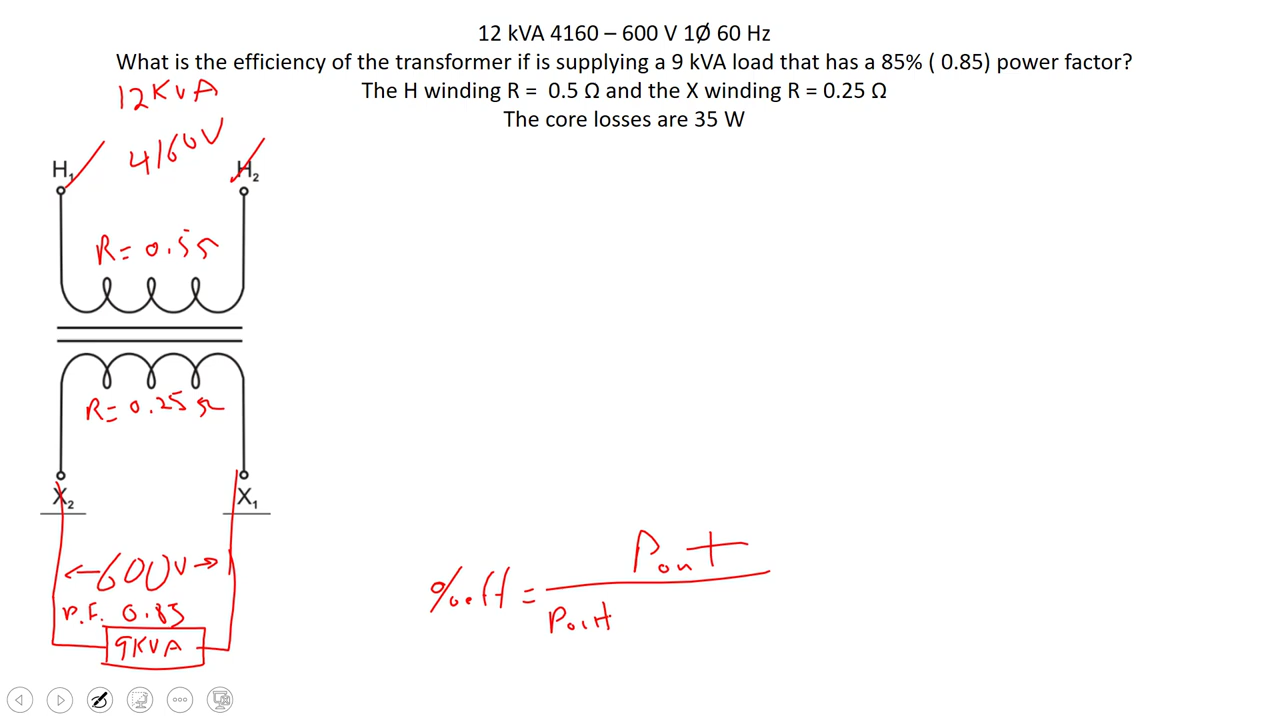 12 kVA 4160 – 600 V 1Ø 60 Hz
What is the efficiency of the transformer if is supplying a 9 kVA load that has a 85% ( 0.85) power factor?
The H winding R = 0.5 Ω and the X winding R = 0.25 Ω
The core losses are 35 W
12KVA
4160V
H₁ H₂
R= 0.5Ω
R= 0.25Ω
X₂ X₁
600V
P.F. 0.85
9KVA
%eff = Pout
Pout